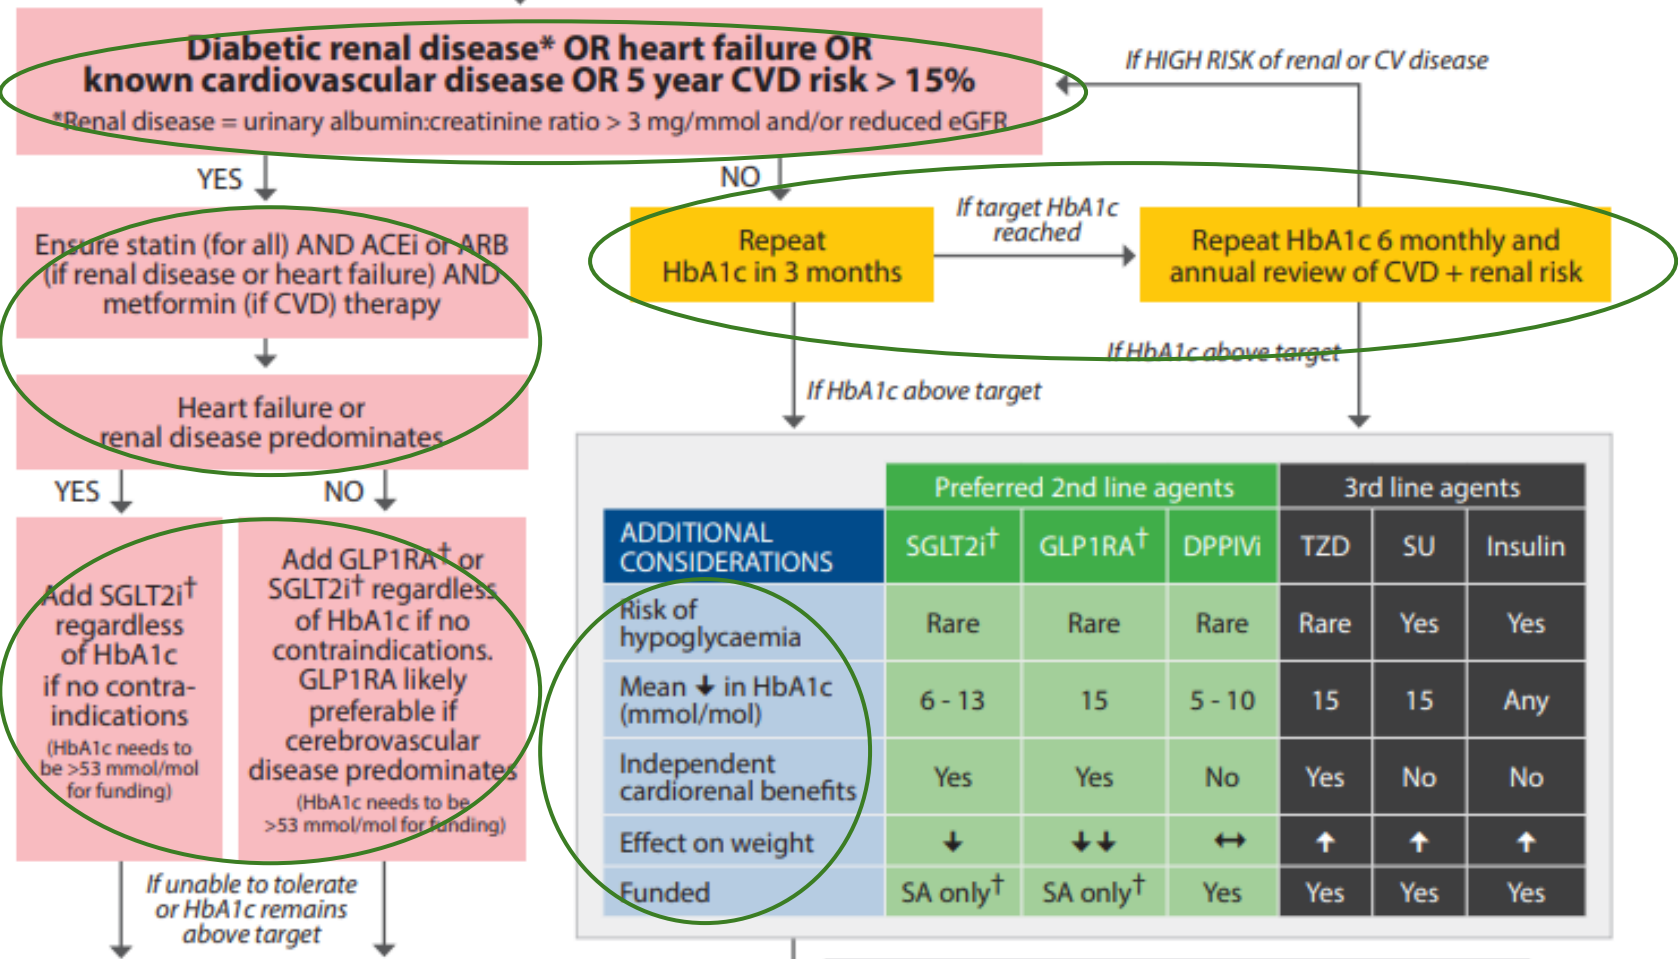 Diabetic renal disease* OR heart failure OR
known cardiovascular disease OR 5 year CVD risk > 15%
*Renal disease = urinary albumin:creatinine ratio > 3 mg/mmol and/or reduced eGFR
If HIGH RISK of renal or CV disease
YES
NO
Ensure statin (for all) AND ACEi or ARB
(if renal disease or heart failure) AND
metformin (if CVD) therapy
Heart failure or
renal disease predominates
YES
NO
Add SGLT2i†
regardless
of HbA1c
if no contra-
indications
(HbA1c needs to
be >53 mmol/mol
for funding)
Add GLP1RA† or
SGLT2i† regardless
of HbA1c if no
contraindications.
GLP1RA likely
preferable if
cerebrovascular
disease predominates
(HbA1c needs to be
>53 mmol/mol for funding)
If unable to tolerate
or HbA1c remains
above target
Repeat
HbA1c in 3 months
If target HbA1c
reached
Repeat HbA1c 6 monthly and
annual review of CVD + renal risk
If HbA1c above target
If HbA1c above target
Preferred 2nd line agents 3rd line agents
ADDITIONAL
CONSIDERATIONS
SGLT2i† GLP1RA† DPPIVi TZD SU Insulin
Risk of
hypoglycaemia
Rare Rare Rare Rare Yes Yes
Mean ↓ in HbA1c
(mmol/mol)
6 - 13 15 5 - 10 15 15 Any
Independent
cardiorenal benefits
Yes Yes No Yes No No
Effect on weight ↓ ↓↓ ↔ ↑ ↑ ↑
Funded SA only† SA only† Yes Yes Yes Yes